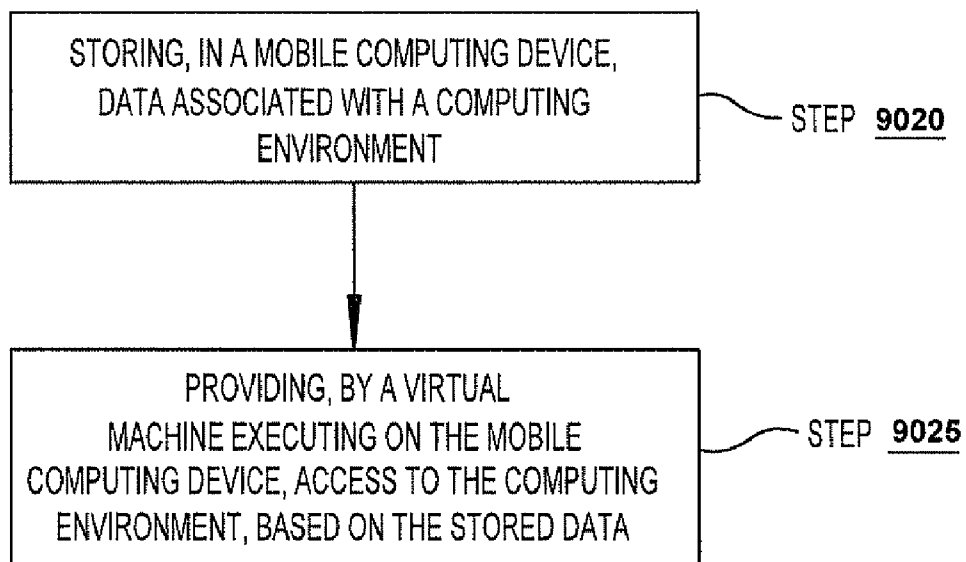 STORING, IN A MOBILE COMPUTING DEVICE,
DATA ASSOCIATED WITH A COMPUTING
ENVIRONMENT
STEP 9020
PROVIDING, BY A VIRTUAL
MACHINE EXECUTING ON THE MOBILE
COMPUTING DEVICE, ACCESS TO THE COMPUTING
ENVIRONMENT, BASED ON THE STORED DATA
STEP 9025